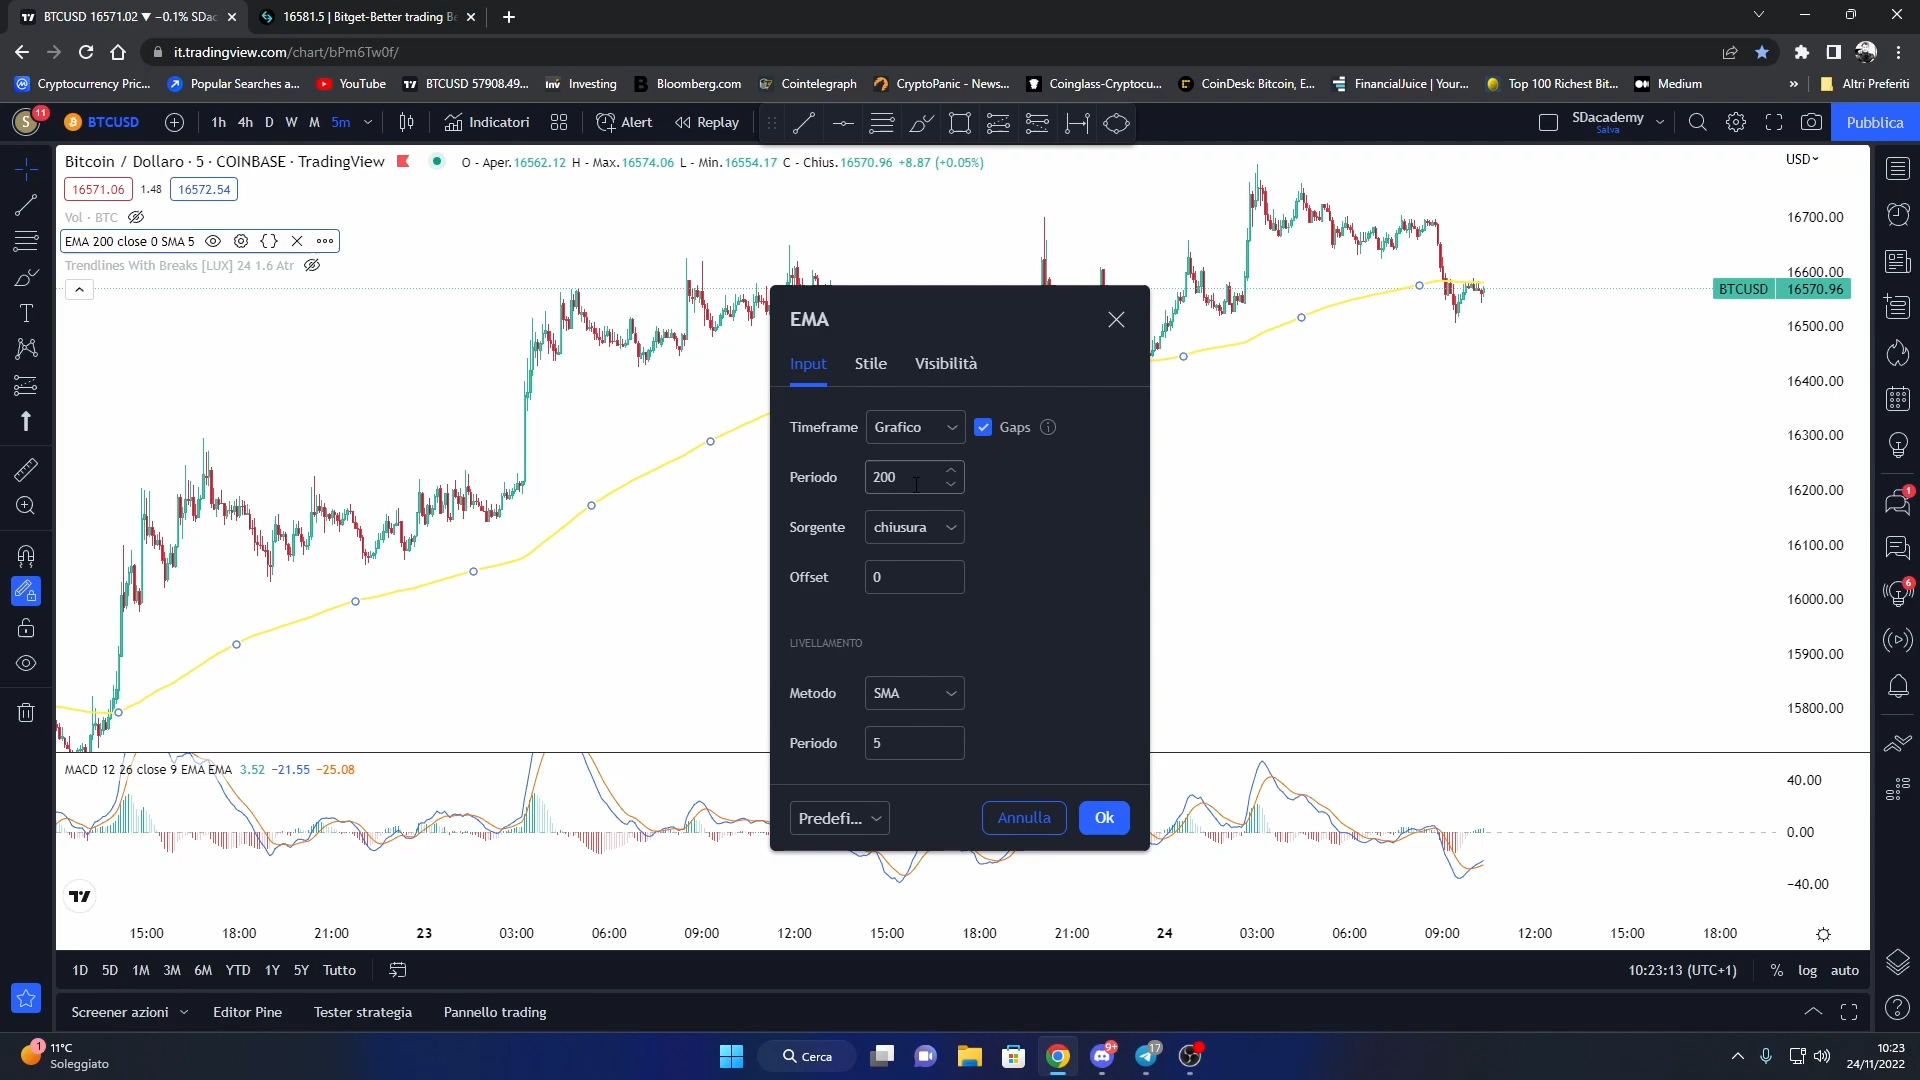 BTCUSD 16571.02 ▼ −0.1% SDac
16581.5 | Bitget-Better trading Be
it.tradingview.com/chart/bPm6Tw0f/
Cryptocurrency Pric... Popular Searches a... YouTube BTCUSD 57908.49... Investing Bloomberg.com Cointelegraph CryptoPanic - News... Coinglass-Cryptocu... CoinDesk: Bitcoin, E... FinancialJuice | Your... Top 100 Richest Bit... Medium » Altri Preferiti
S 11 BTCUSD 1h 4h D W M 5m Indicatori Alert Replay SDacademy Salva Pubblica
Bitcoin / Dollaro · 5 · COINBASE · TradingView O - Aper.16562.12 H - Max.16574.06 L - Min.16554.17 C - Chius.16570.96 +8.87 (+0.05%)
USD
16571.06 1.48 16572.54
Vol · BTC
EMA 200 close 0 SMA 5
Trendlines With Breaks [LUX] 24 1.6 Atr
16700.00
16600.00
BTCUSD 16570.96
16500.00
16400.00
16300.00
16200.00
16100.00
16000.00
15900.00
15800.00
EMA
Input Stile Visibilità
Timeframe Grafico Gaps
Periodo 200
Sorgente chiusura
Offset 0
LIVELLAMENTO
Metodo SMA
Periodo 5
Predefi... Annulla Ok
MACD 12 26 close 9 EMA EMA 3.52 −21.55 −25.08
40.00
0.00
−40.00
15:00 18:00 21:00 23 03:00 06:00 09:00 12:00 15:00 18:00 21:00 24 03:00 06:00 09:00 12:00 15:00 18:00
1D 5D 1M 3M 6M YTD 1Y 5Y Tutto 10:23:13 (UTC+1) % log auto
Screener azioni Editor Pine Tester strategia Pannello trading
1
6
1
11°C
Soleggiato
Cerca
9+
17
10:23
24/11/2022